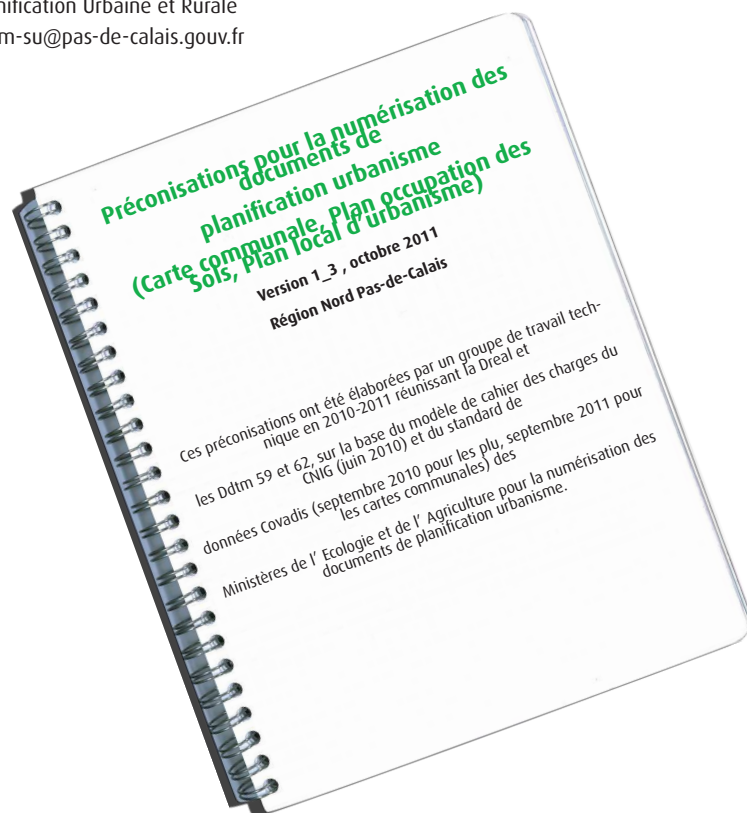 nification Urbaine et Rurale
m-su@pas-de-calais.gouv.fr
Préconisations pour la numérisation des
documents de
planification urbanisme
(Carte communale, Plan occupation des
Sols, Plan local d'urbanisme)
Version 1_3 , octobre 2011
Région Nord Pas-de-Calais
Ces préconisations ont été élaborées par un groupe de travail tech-
nique en 2010-2011 réunissant la Dreal et
les Ddtm 59 et 62, sur la base du modèle de cahier des charges du
CNIG (juin 2010) et du standard de
données Covadis (septembre 2010 pour les plu, septembre 2011 pour
les cartes communales) des
Ministères de l' Ecologie et de l' Agriculture pour la numérisation des
documents de planification urbanisme.